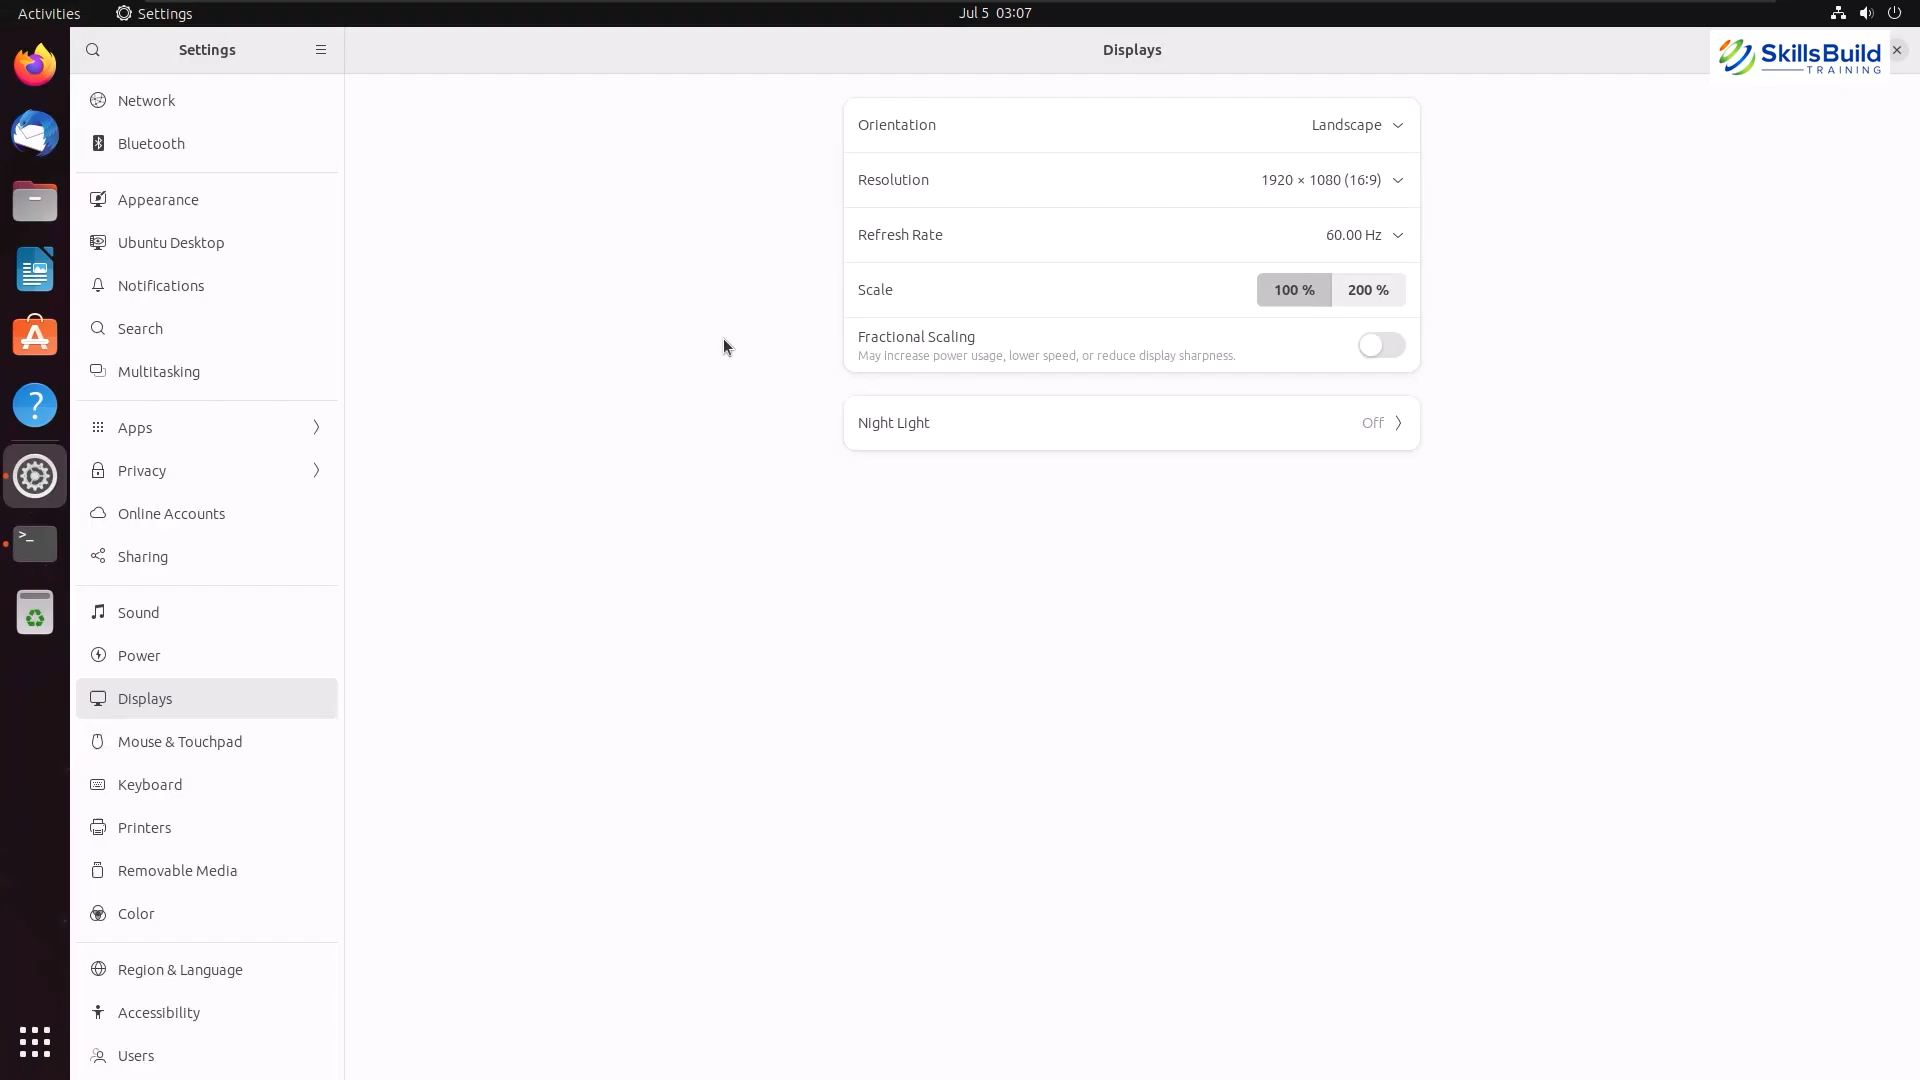 Activities
Settings
Jul 5 03:07
Settings
Displays
SkillsBuild
TRAINING
Network
Bluetooth
Appearance
Ubuntu Desktop
Notifications
Search
Multitasking
Apps
Privacy
Online Accounts
Sharing
Sound
Power
Displays
Mouse & Touchpad
Keyboard
Printers
Removable Media
Color
Region & Language
Accessibility
Users
Orientation
Landscape
Resolution
1920 × 1080 (16:9)
Refresh Rate
60.00 Hz
Scale
100 %
200 %
Fractional Scaling
May increase power usage, lower speed, or reduce display sharpness.
Night Light
Off